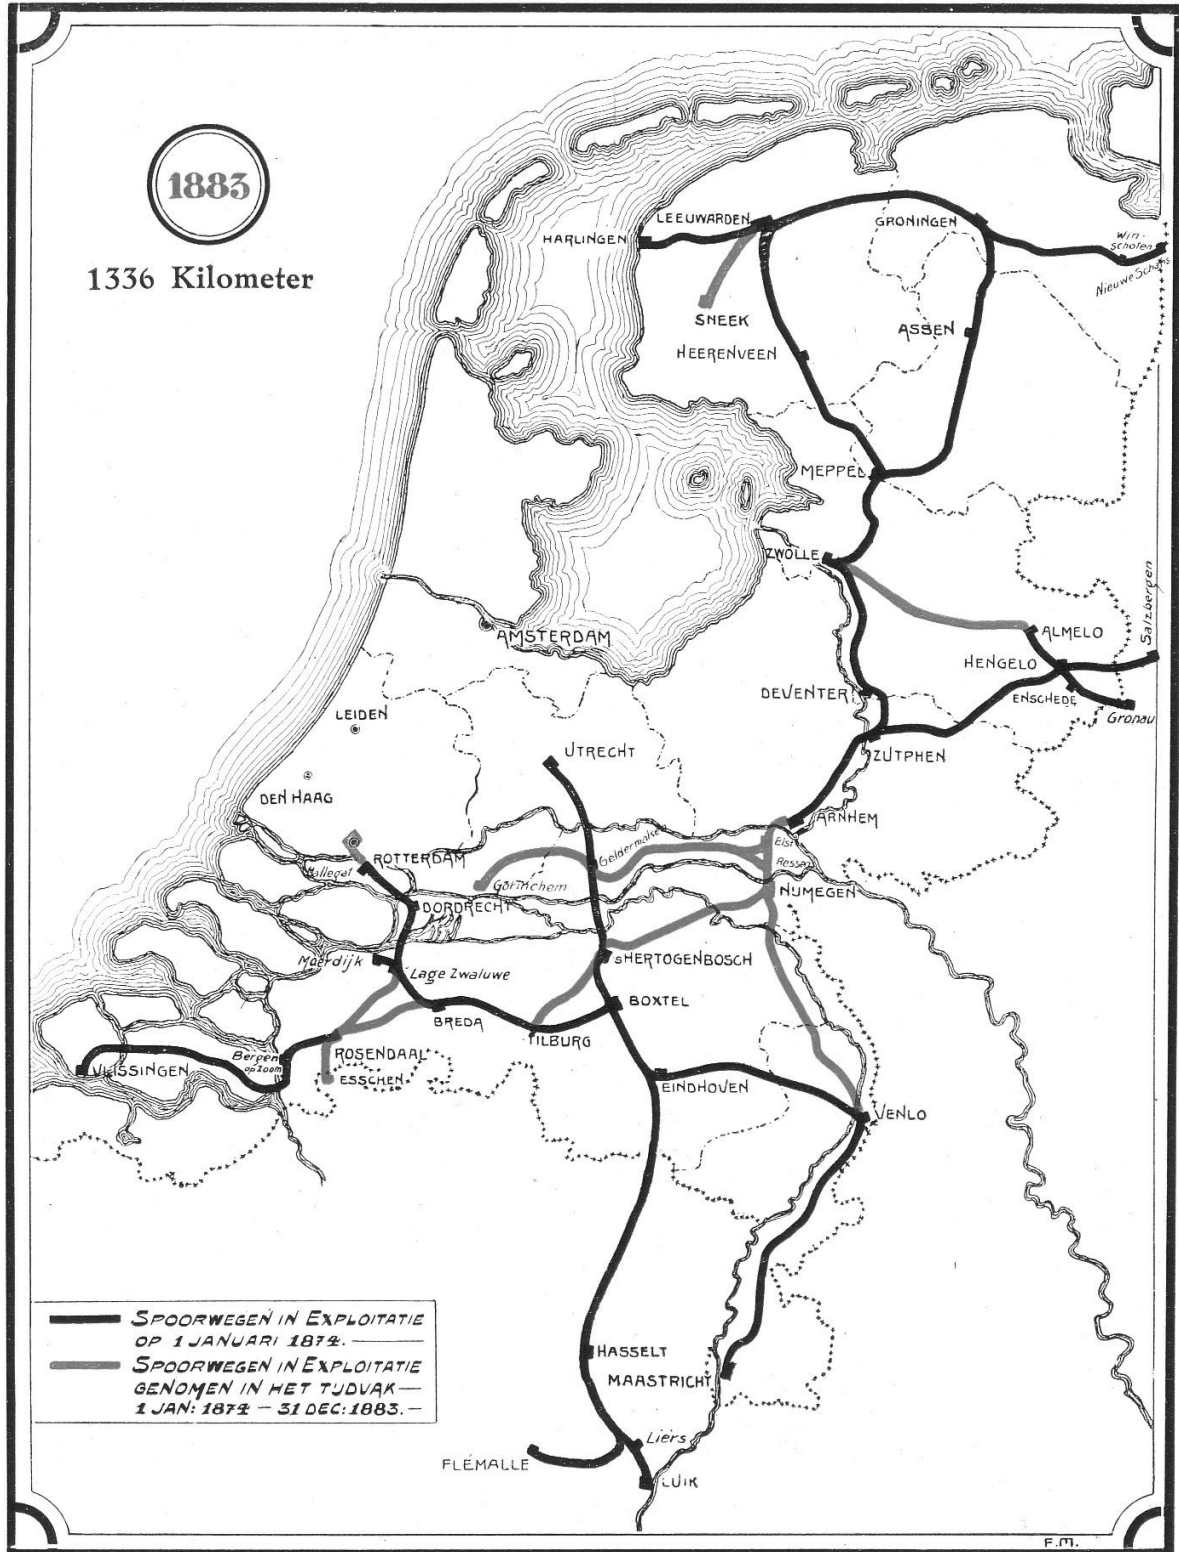 1883
1336 Kilometer
LEEUWARDEN
GRONINGEN
HARLINGEN
Win-
schoten
Nieuwe Schans
SNEEK
ASSEN
HEERENVEEN
MEPPEL
ZWOLLE
Salzbergen
ALMELO
AMSTERDAM
HENGELO
DEVENTER
ENSCHEDE
Gronau
LEIDEN
UTRECHT
ZUTPHEN
DEN HAAG
ARNHEM
Elst
Geldermalse
ROTTERDAM
Mallegat
Ressen
Gorinchem
NIJMEGEN
DORDRECHT
Moerdijk
sHERTOGENBOSCH
Lage Zwaluwe
BOXTEL
BREDA
TILBURG
Bergen
op Zoom
ROSENDAAL
VLISSINGEN
ESSCHEN
EINDHOVEN
VENLO
SPOORWEGEN IN EXPLOITATIE
OP 1 JANUARI 1874.
SPOORWEGEN IN EXPLOITATIE
GENOMEN IN HET TIJDVAK
1 JAN: 1874 – 31 DEC: 1883.
HASSELT
MAASTRICHT
Liérs
FLÉMALLE
LUIK
F.M.